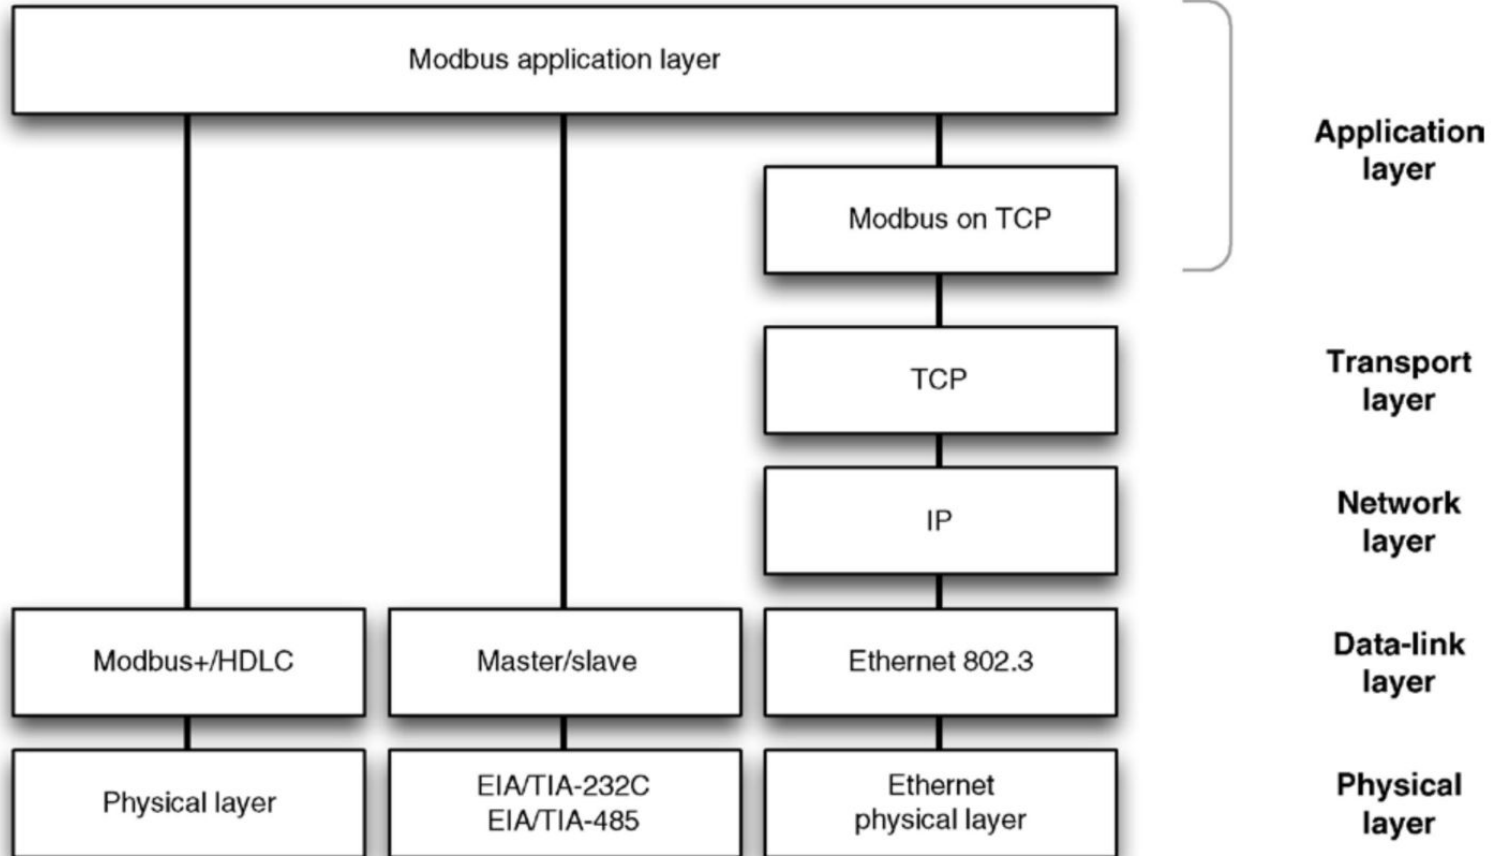 Modbus application layer
Application
layer
Modbus on TCP
TCP
Transport
layer
IP
Network
layer
Modbus+/HDLC
Master/slave
Ethernet 802.3
Data-link
layer
Physical layer
EIA/TIA-232C
EIA/TIA-485
Ethernet
physical layer
Physical
layer